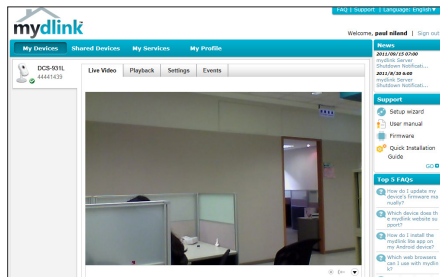 FAQ | Support | Language: English
mydlink
Welcome, paul niland | Sign out
My Devices Shared Devices My Services My Profile
DCS-931L
44441439
Live Video Playback Settings Events
News
2011/09/15 07:00
mydlink Server
Shutdown Notificati...
2011/8/30 6:00
mydlink Server
Shutdown Notificati...
Support
Setup wizard
User manual
Firmware
Quick Installation
Guide
GO
Top 5 FAQs
How do I update my
device's firmware ma
nually?
Which device does th
e mydlink website su
pport?
How do I install the
mydlink lite app on
my Android device?
Which web browsers
can I use with mydlin
k?